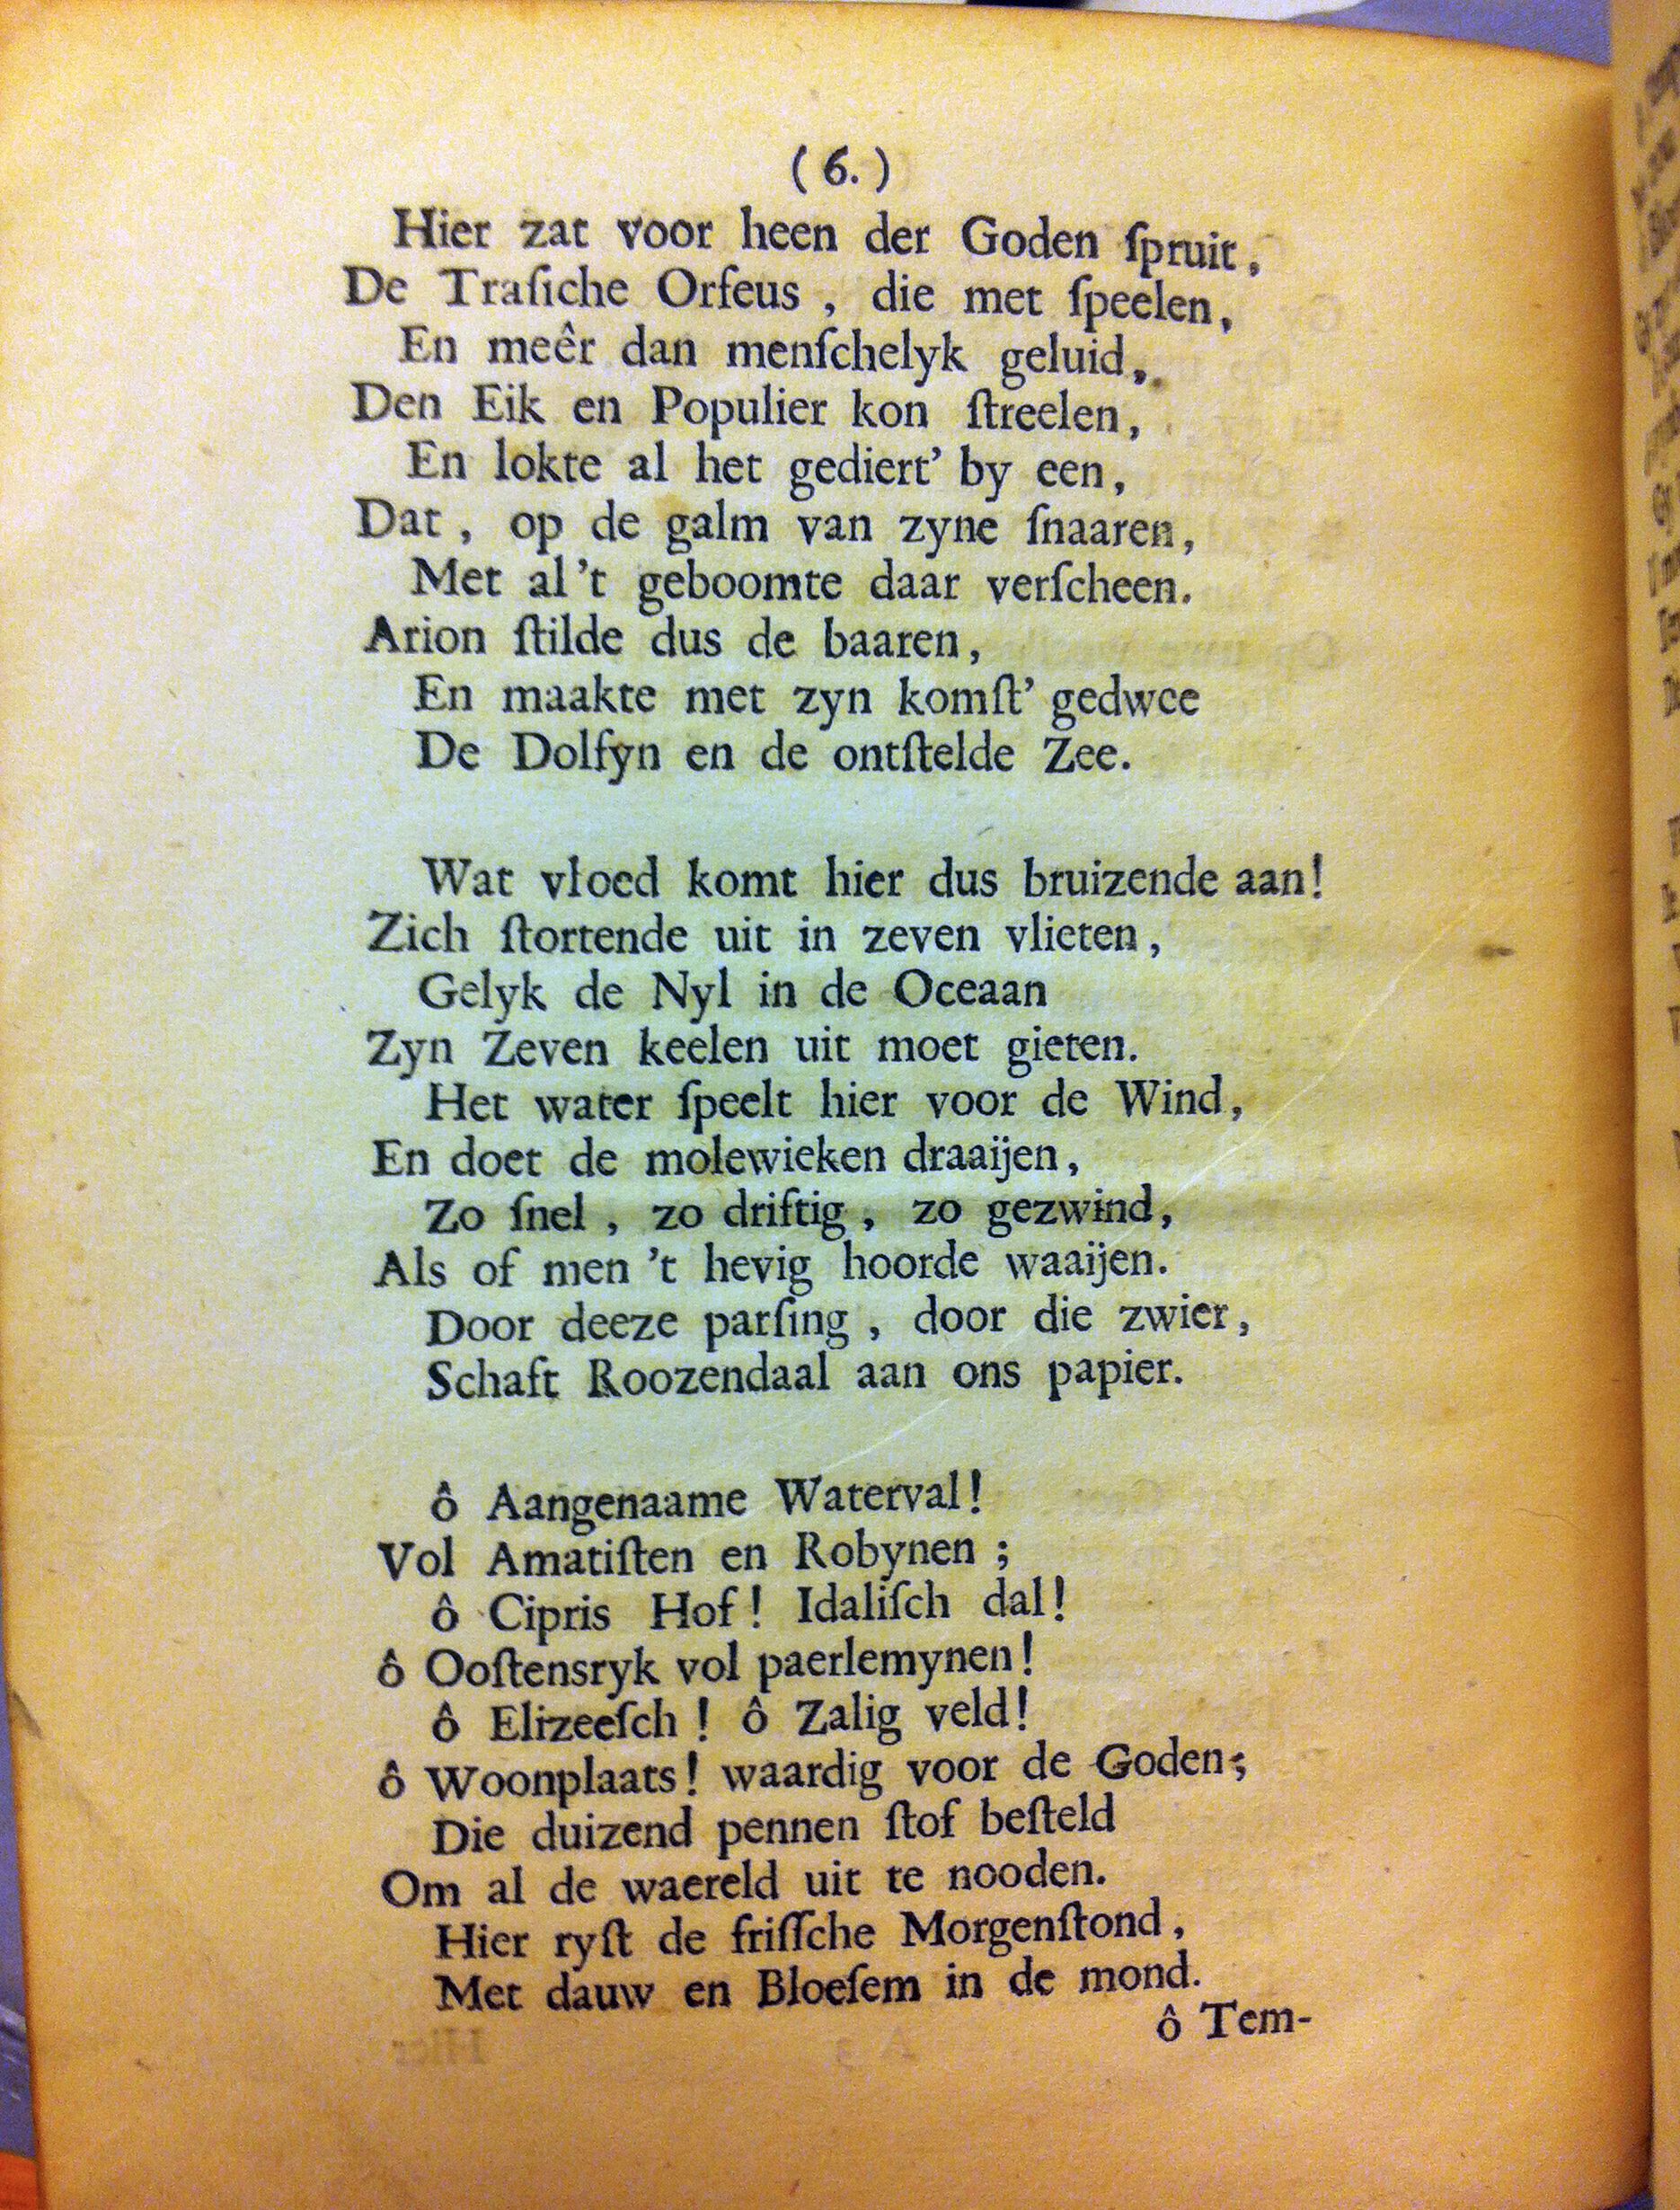 ( 6. )
Hier zat voor heen der Goden ſpruit,
De Traſiche Orfeus , die met ſpeelen,
En meêr dan menſchelyk geluid,
Den Eik en Populier kon ſtreelen,
En lokte al het gediert' by een,
Dat , op de galm van zyne ſnaaren,
Met al 't geboomte daar verſcheen.
Arion ſtilde dus de baaren,
En maakte met zyn komſt' gedwee
De Dolfyn en de ontſtelde Zee.
Wat vloed komt hier dus bruizende aan!
Zich ſtortende uit in zeven vlieten,
Gelyk de Nyl in de Oceaan
Zyn Zeven keelen uit moet gieten.
Het water ſpeelt hier voor de Wind,
En doet de molewieken draaijen,
Zo ſnel , zo driftig , zo gezwind,
Als of men 't hevig hoorde waaijen.
Door deeze parſing , door die zwier,
Schaft Roozendaal aan ons papier.
ô Aangenaame Waterval!
Vol Amatiſten en Robynen ;
ô Cipris Hof! Idaliſch dal!
ô Ooſtensryk vol paerlemynen!
ô Elizeeſch ! ô Zalig veld!
ô Woonplaats! waardig voor de Goden;
Die duizend pennen ſtof beſteld
Om al de waereld uit te nooden.
Hier ryſt de friſſche Morgenſtond,
Met dauw en Bloeſem in de mond.
ô Tem-